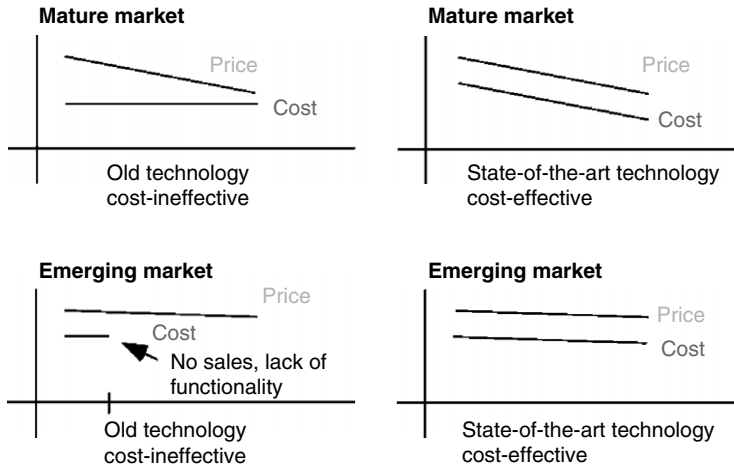 Mature market
Price
Cost
Old technology
cost-ineffective
Mature market
Price
Cost
State-of-the-art technology
cost-effective
Emerging market
Price
Cost
No sales, lack of
functionality
Old technology
cost-ineffective
Emerging market
Price
Cost
State-of-the-art technology
cost-effective